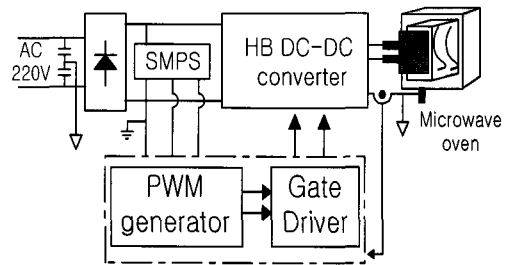 AC
220V
SMPS
HB DC-DC
converter
Microwave
oven
PWM
generator
Gate
Driver